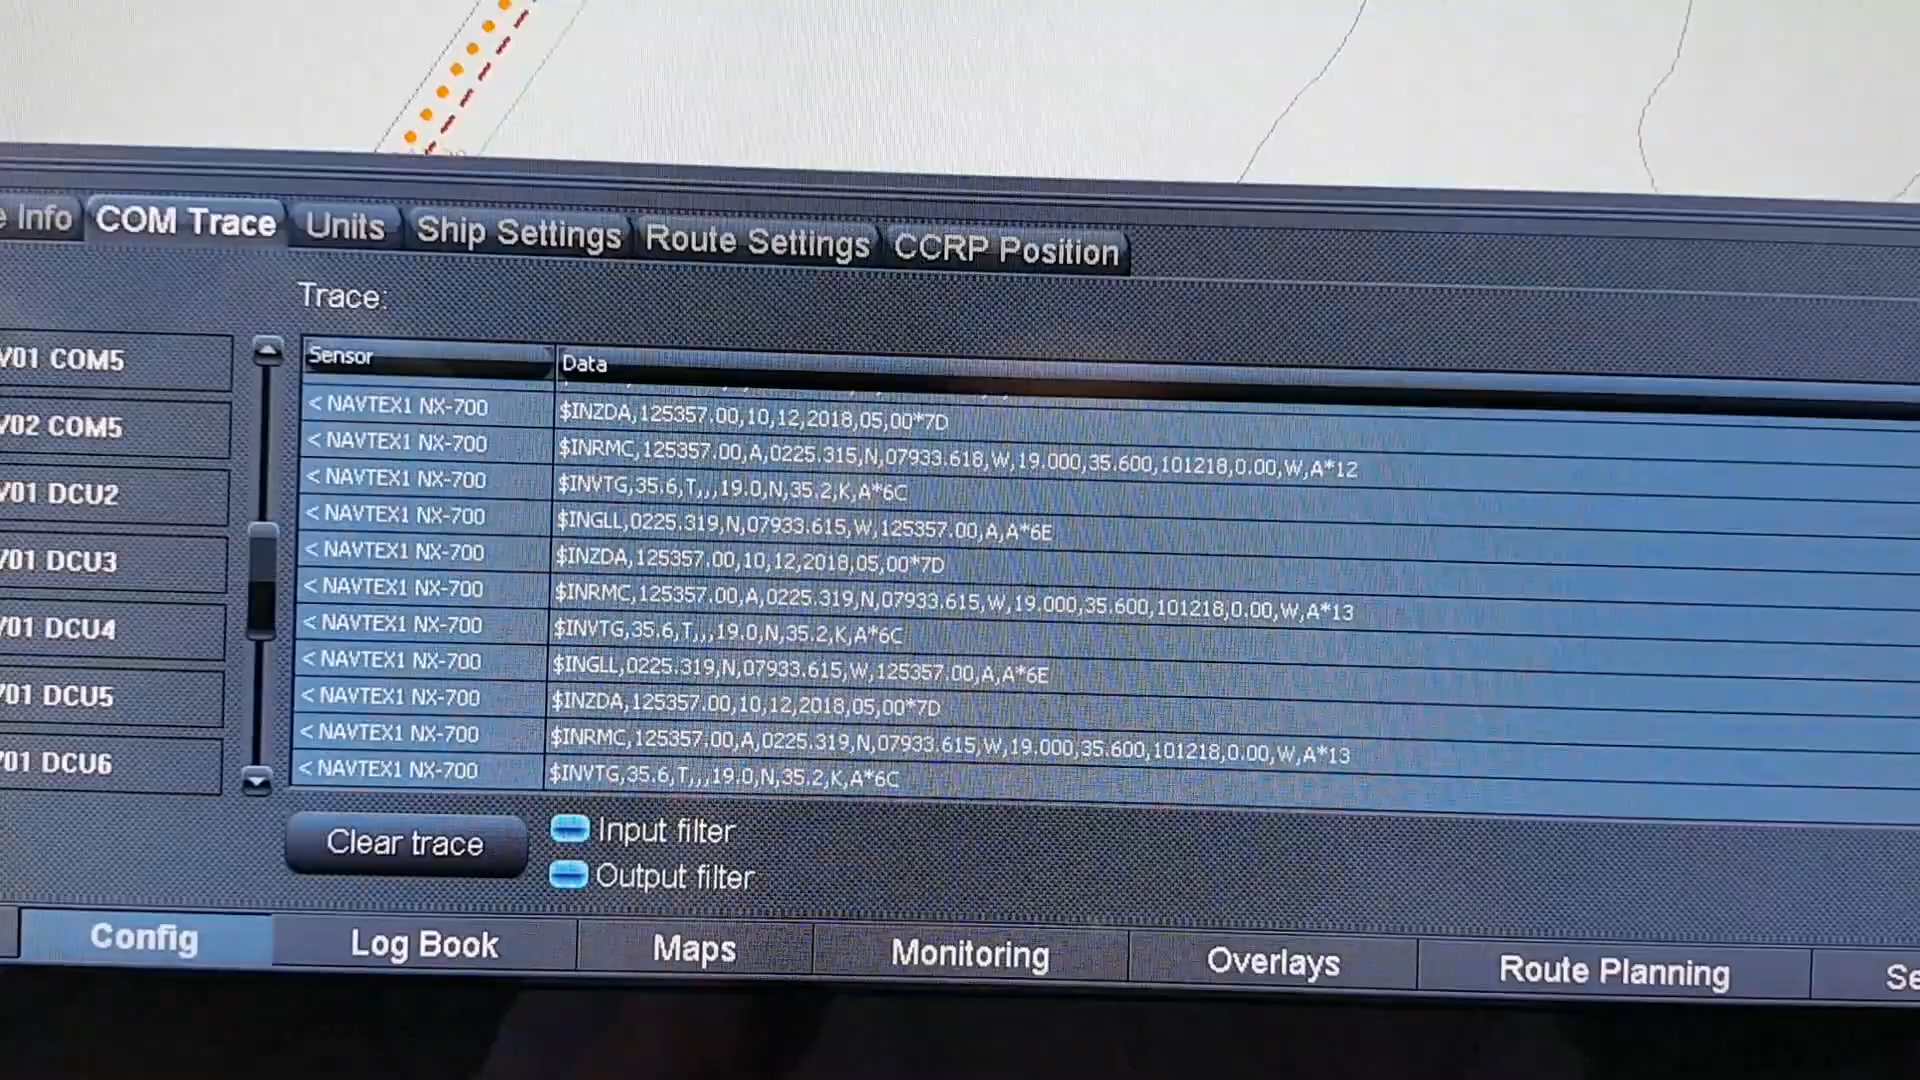 e Info COM Trace Units Ship Settings Route Settings CCRP Position
Trace:
V01 COM5
V02 COM5
V01 DCU2
V01 DCU3
V01 DCU4
V01 DCU5
V01 DCU6
Sensor Data
< NAVTEX1 NX-700 $INZDA,125357.00,10,12,2018,05,00*7D
< NAVTEX1 NX-700 $INRMC,125357.00,A,0225.315,N,07933.618,W,19.000,35.600,101218,0.00,W,A*12
< NAVTEX1 NX-700 $INVTG,35.6,T,,,19.0,N,35.2,K,A*6C
< NAVTEX1 NX-700 $INGLL,0225.319,N,07933.615,W,125357.00,A,A*6E
< NAVTEX1 NX-700 $INZDA,125357.00,10,12,2018,05,00*7D
< NAVTEX1 NX-700 $INRMC,125357.00,A,0225.319,N,07933.615,W,19.000,35.600,101218,0.00,W,A*13
< NAVTEX1 NX-700 $INVTG,35.6,T,,,19.0,N,35.2,K,A*6C
< NAVTEX1 NX-700 $INGLL,0225.319,N,07933.615,W,125357.00,A,A*6E
< NAVTEX1 NX-700 $INZDA,125357.00,10,12,2018,05,00*7D
< NAVTEX1 NX-700 $INRMC,125357.00,A,0225.319,N,07933.615,W,19.000,35.600,101218,0.00,W,A*13
< NAVTEX1 NX-700 $INVTG,35.6,T,,,19.0,N,35.2,K,A*6C
Clear trace
Input filter
Output filter
Config Log Book Maps Monitoring Overlays Route Planning Se